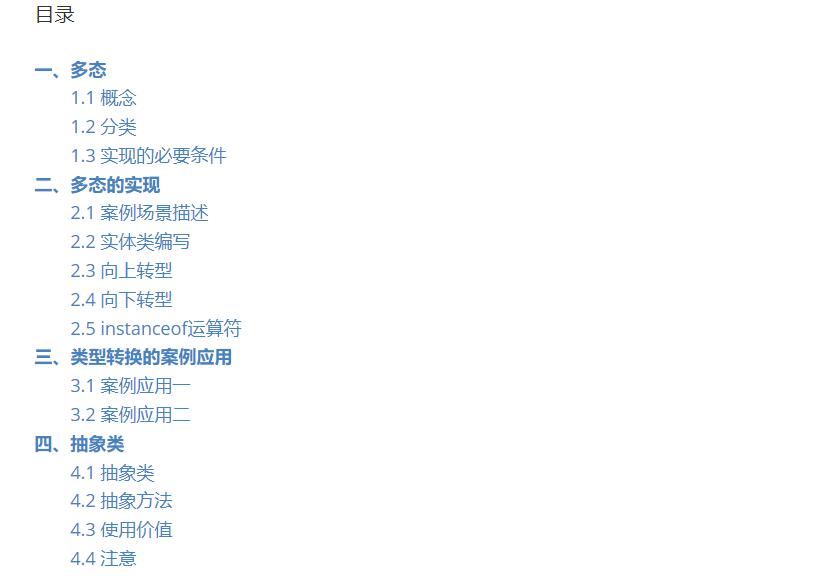 目录
一、多态
1.1 概念
1.2 分类
1.3 实现的必要条件
二、多态的实现
2.1 案例场景描述
2.2 实体类编写
2.3 向上转型
2.4 向下转型
2.5 instanceof运算符
三、类型转换的案例应用
3.1 案例应用一
3.2 案例应用二
四、抽象类
4.1 抽象类
4.2 抽象方法
4.3 使用价值
4.4 注意